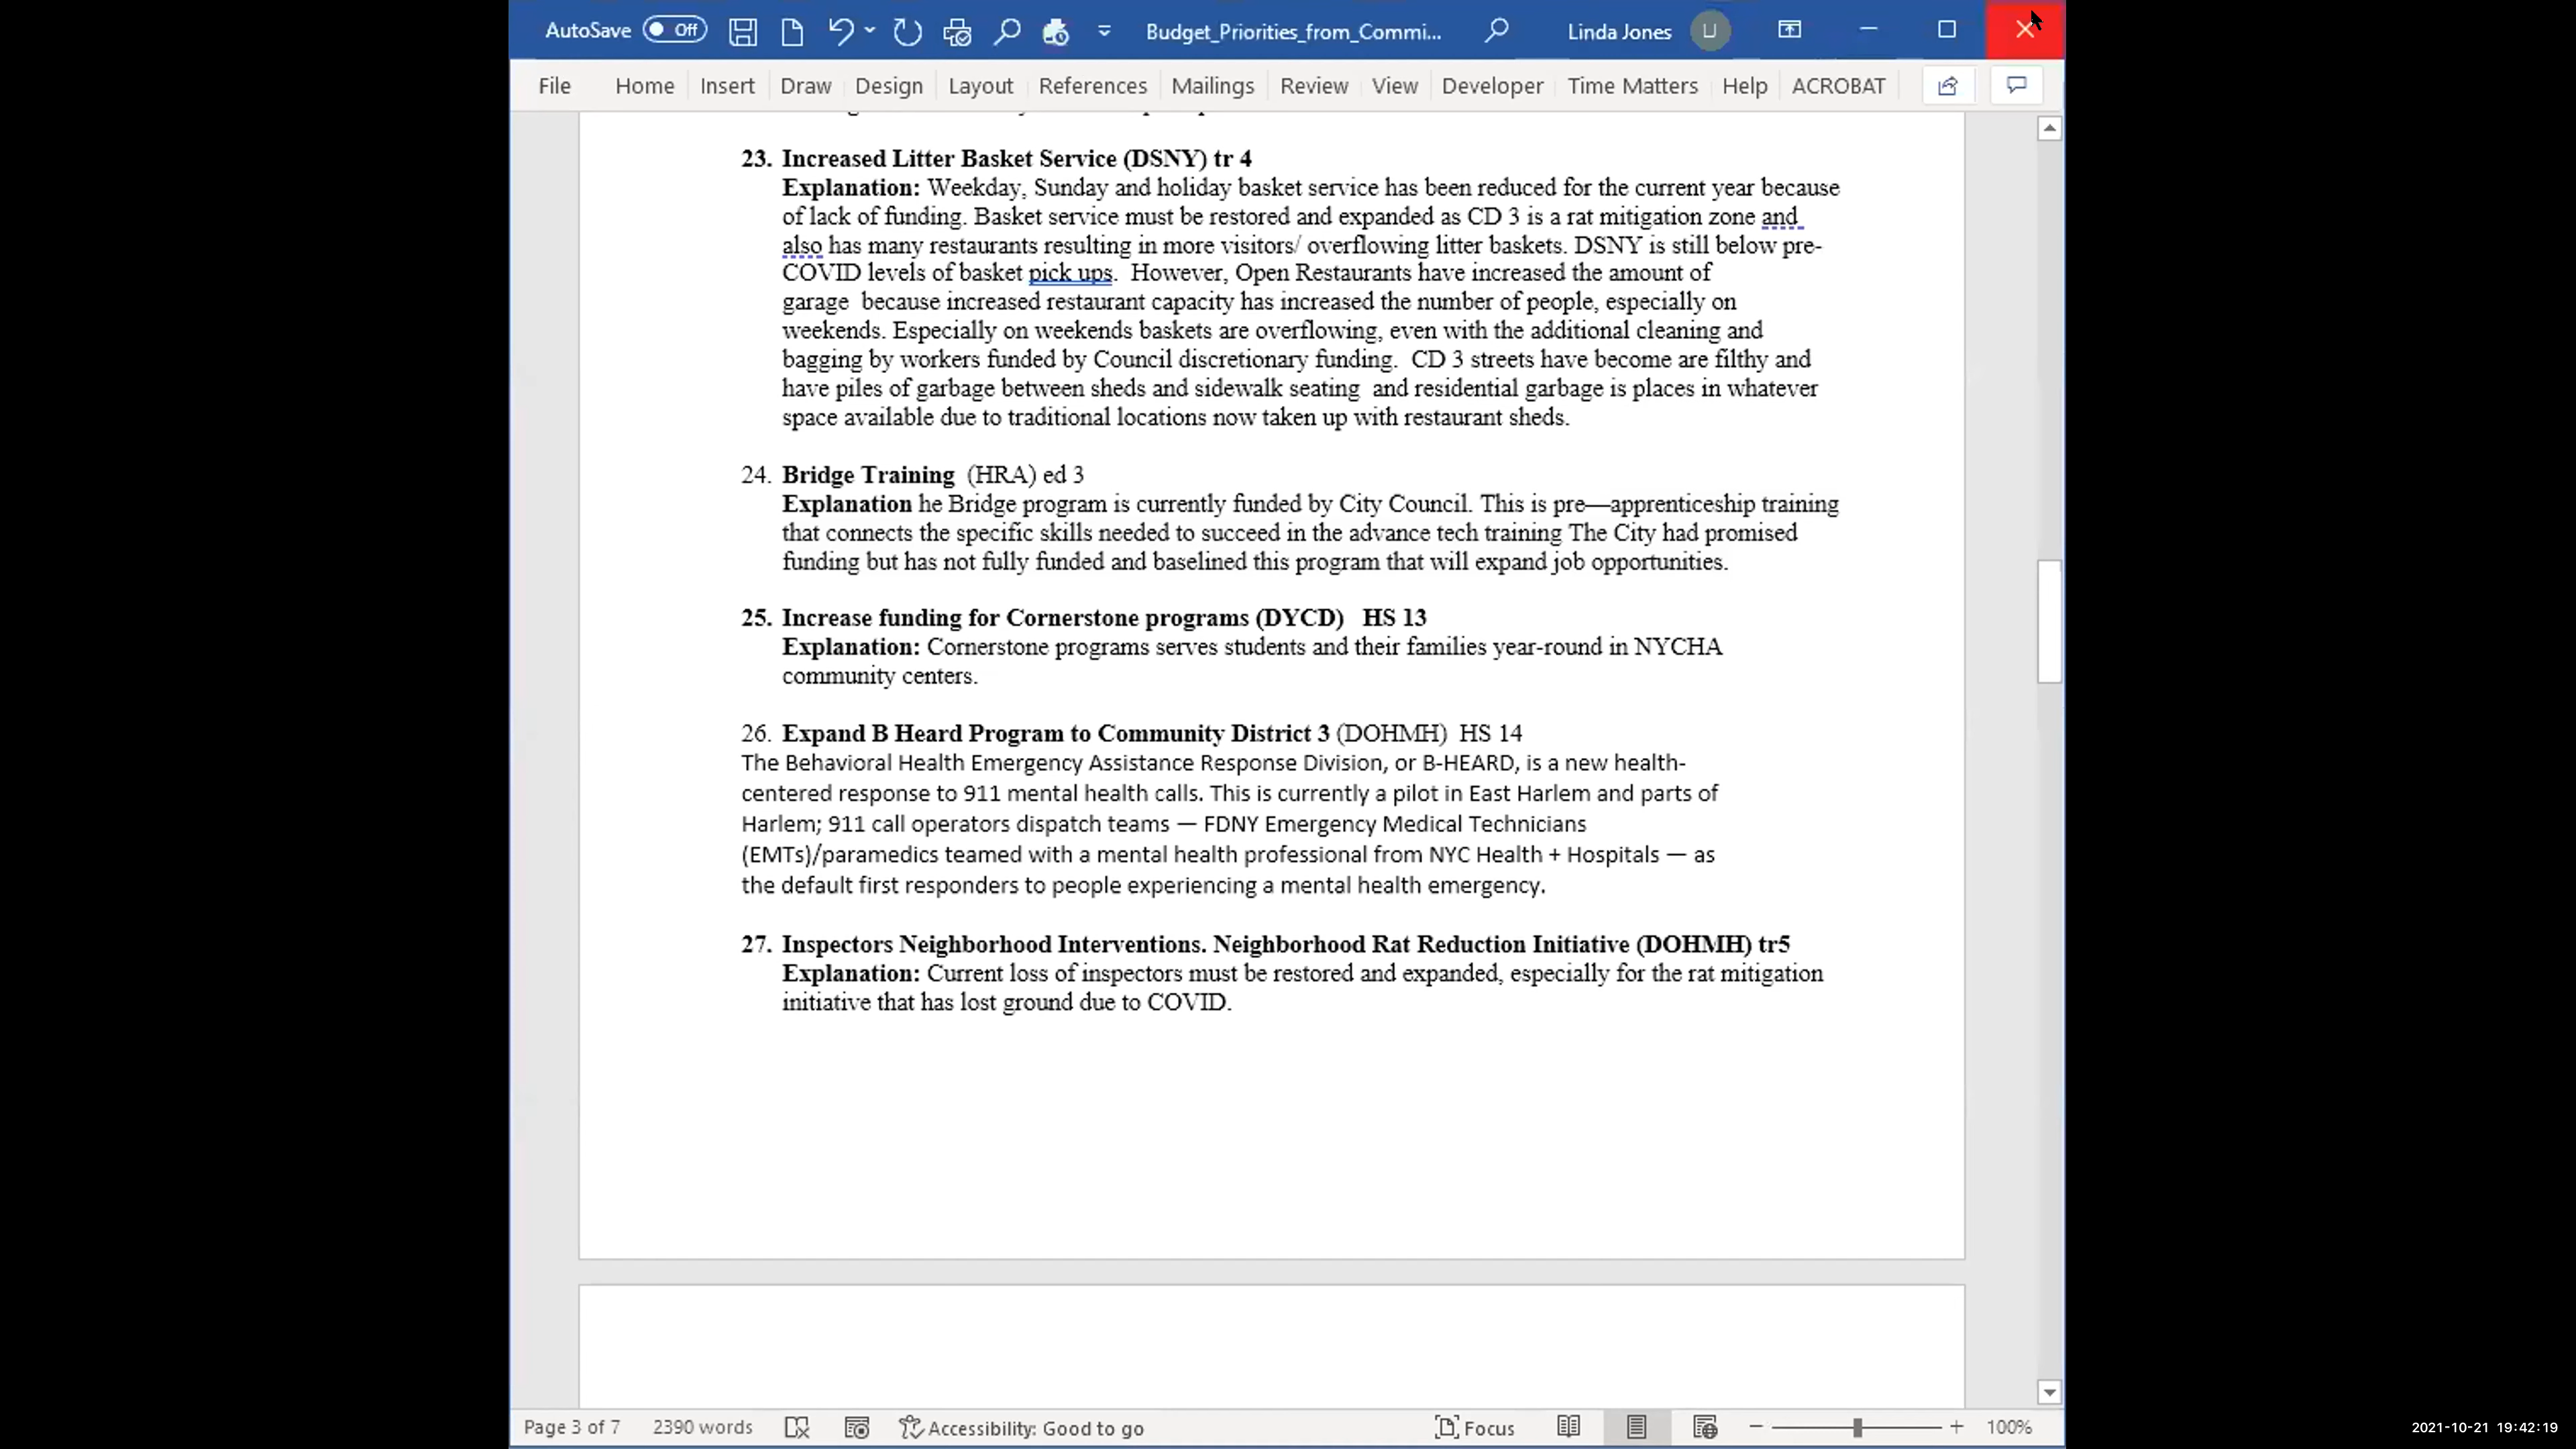 AutoSave Off Budget_Priorities_from_Commi... Linda Jones U
File Home Insert Draw Design Layout References Mailings Review View Developer Time Matters Help ACROBAT
23. Increased Litter Basket Service (DSNY) tr 4
Explanation: Weekday, Sunday and holiday basket service has been reduced for the current year because
of lack of funding. Basket service must be restored and expanded as CD 3 is a rat mitigation zone and
also has many restaurants resulting in more visitors/ overflowing litter baskets. DSNY is still below pre-
COVID levels of basket pick ups. However, Open Restaurants have increased the amount of
garage because increased restaurant capacity has increased the number of people, especially on
weekends. Especially on weekends baskets are overflowing, even with the additional cleaning and
bagging by workers funded by Council discretionary funding. CD 3 streets have become are filthy and
have piles of garbage between sheds and sidewalk seating and residential garbage is places in whatever
space available due to traditional locations now taken up with restaurant sheds.
24. Bridge Training (HRA) ed 3
Explanation he Bridge program is currently funded by City Council. This is pre—apprenticeship training
that connects the specific skills needed to succeed in the advance tech training The City had promised
funding but has not fully funded and baselined this program that will expand job opportunities.
25. Increase funding for Cornerstone programs (DYCD) HS 13
Explanation: Cornerstone programs serves students and their families year-round in NYCHA
community centers.
26. Expand B Heard Program to Community District 3 (DOHMH) HS 14
The Behavioral Health Emergency Assistance Response Division, or B-HEARD, is a new health-
centered response to 911 mental health calls. This is currently a pilot in East Harlem and parts of
Harlem; 911 call operators dispatch teams — FDNY Emergency Medical Technicians
(EMTs)/paramedics teamed with a mental health professional from NYC Health + Hospitals — as
the default first responders to people experiencing a mental health emergency.
27. Inspectors Neighborhood Interventions. Neighborhood Rat Reduction Initiative (DOHMH) tr5
Explanation: Current loss of inspectors must be restored and expanded, especially for the rat mitigation
initiative that has lost ground due to COVID.
Page 3 of 7 2390 words Accessibility: Good to go Focus 100%
2021-10-21 19:42:19